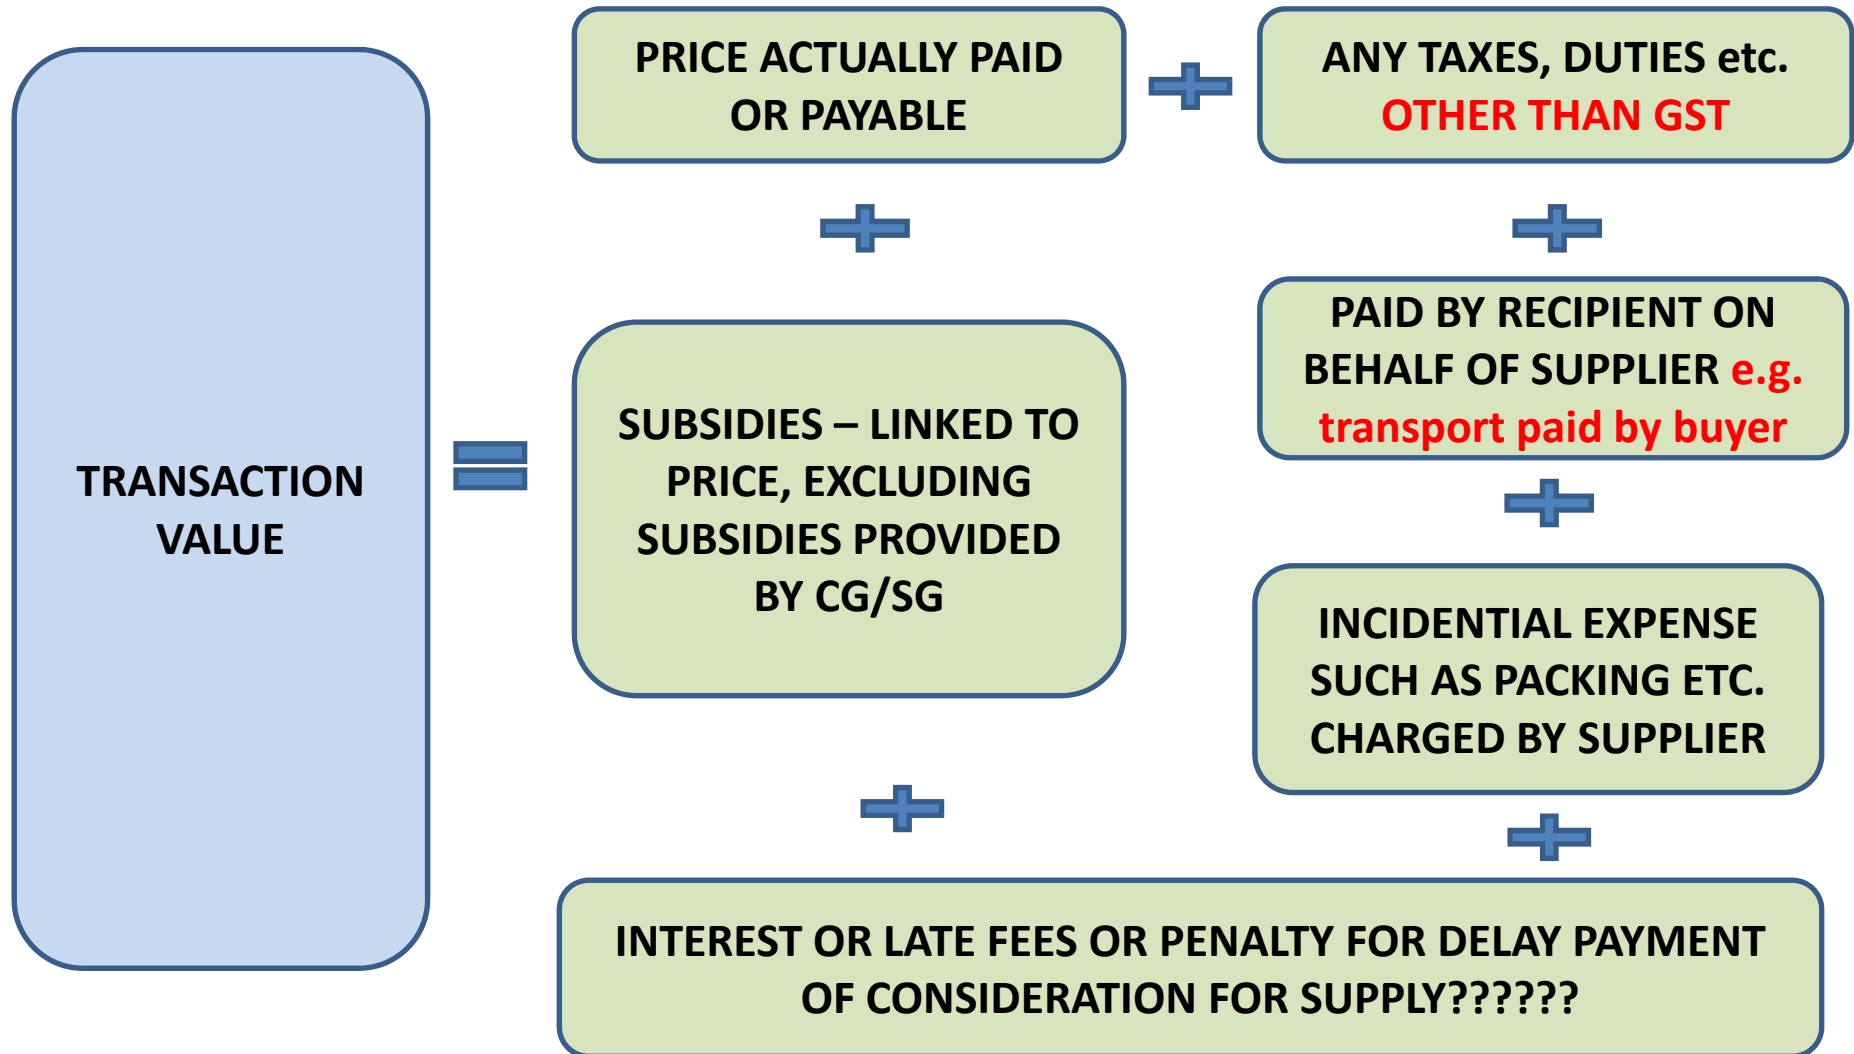 TRANSACTION
VALUE
PRICE ACTUALLY PAID
OR PAYABLE
ANY TAXES, DUTIES etc.
OTHER THAN GST
SUBSIDIES – LINKED TO
PRICE, EXCLUDING
SUBSIDIES PROVIDED
BY CG/SG
PAID BY RECIPIENT ON
BEHALF OF SUPPLIER e.g.
transport paid by buyer
INCIDENTIAL EXPENSE
SUCH AS PACKING ETC.
CHARGED BY SUPPLIER
INTEREST OR LATE FEES OR PENALTY FOR DELAY PAYMENT
OF CONSIDERATION FOR SUPPLY??????